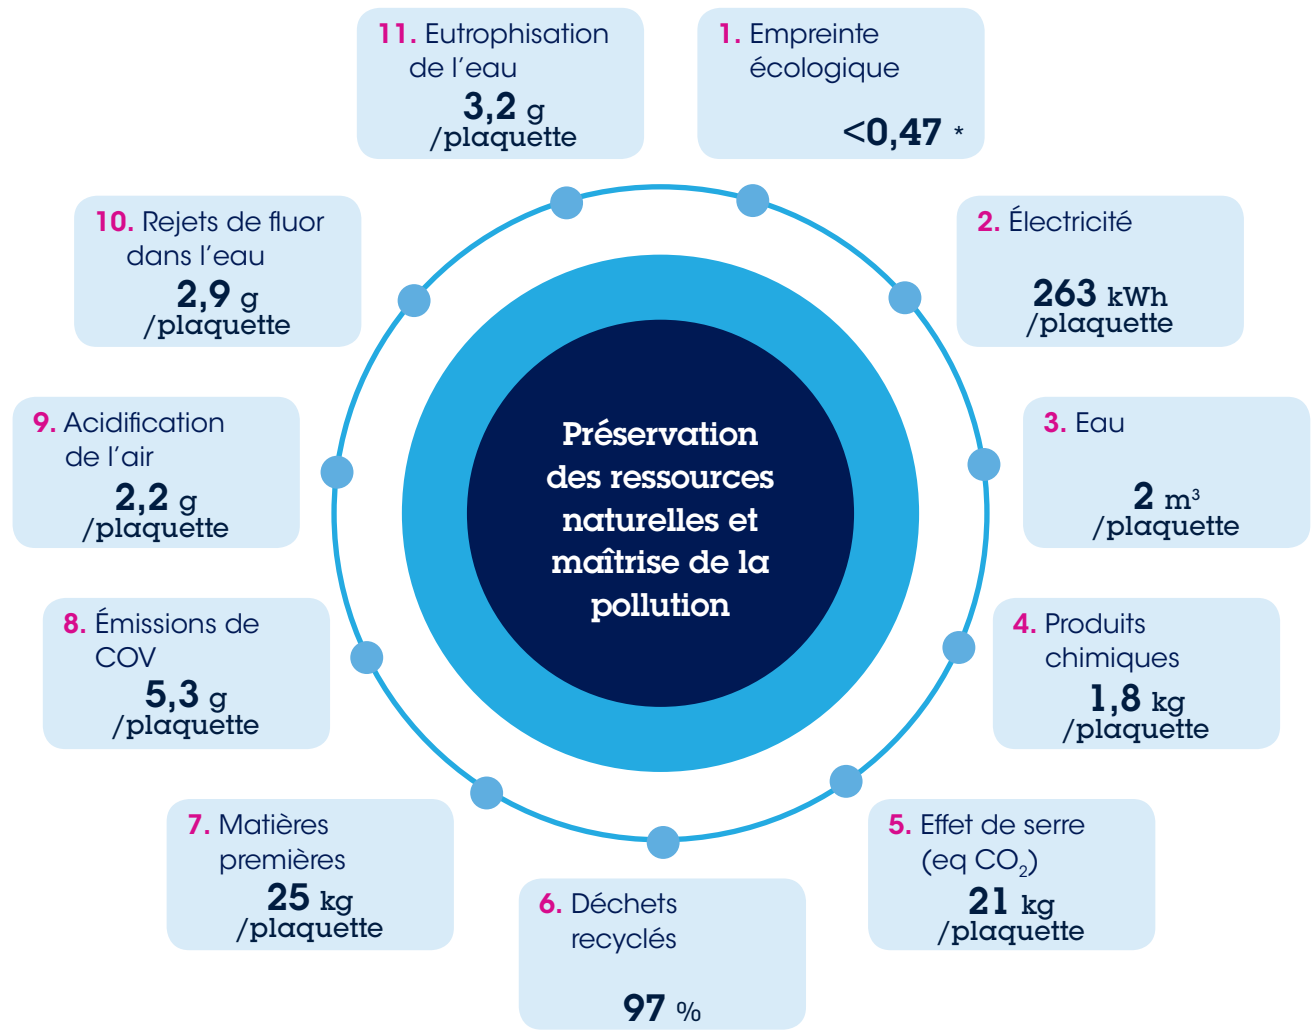 11. Eutrophisation
de l'eau
3,2 g
/plaquette
1. Empreinte
écologique
<0,47 *
10. Rejets de fluor
dans l'eau
2,9 g
/plaquette
2. Électricité
263 kWh
/plaquette
9. Acidification
de l'air
2,2 g
/plaquette
Préservation
des ressources
naturelles et
maîtrise de la
pollution
3. Eau
2 m³
/plaquette
8. Émissions de
COV
5,3 g
/plaquette
4. Produits
chimiques
1,8 kg
/plaquette
7. Matières
premières
25 kg
/plaquette
6. Déchets
recyclés
97 %
5. Effet de serre
(eq CO₂)
21 kg
/plaquette